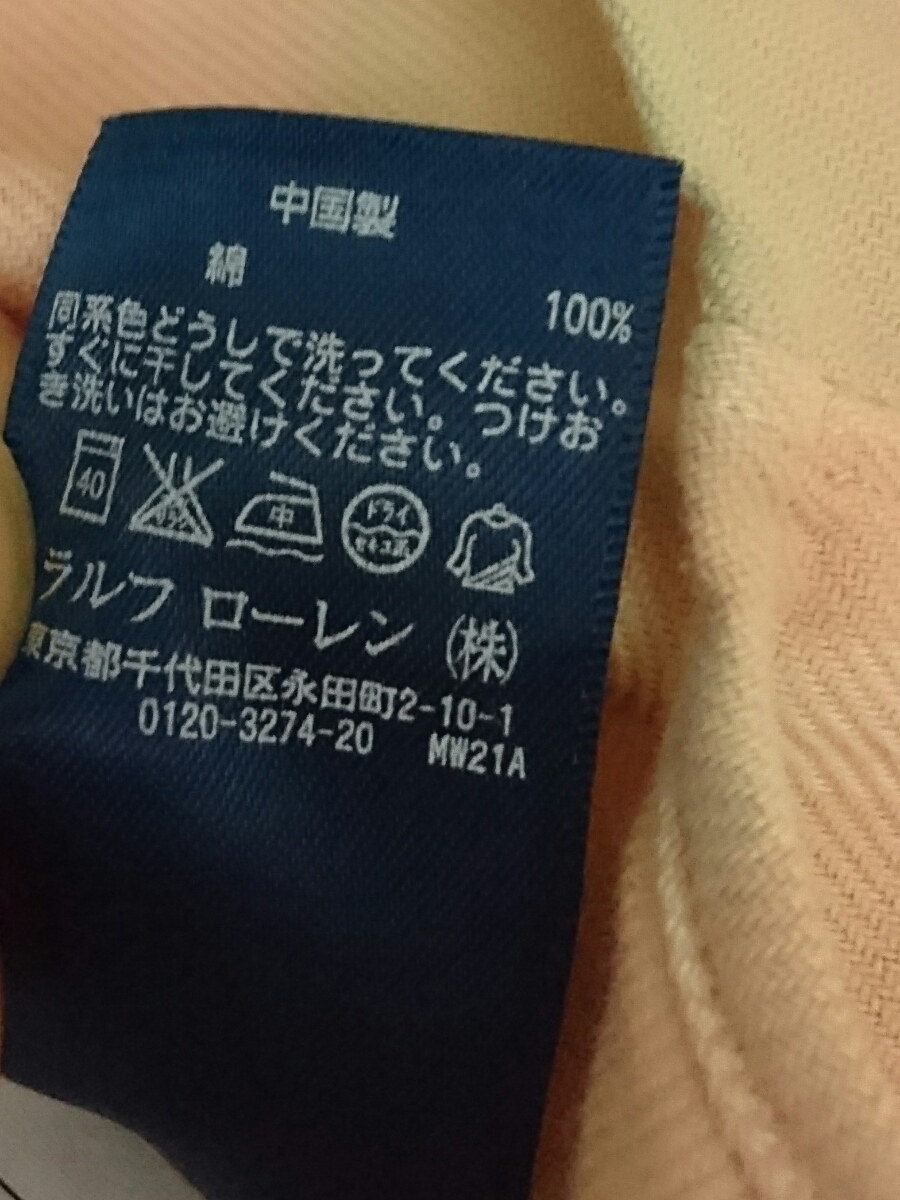 中国製
綿 100%
同系色どうしで洗ってください。
すぐに干してください。つけお
き洗いはお避けください。
40 中 ドライ セキユ系
ラルフ ローレン ㈱
東京都千代田区永田町2-10-1
0120-3274-20 MW21A